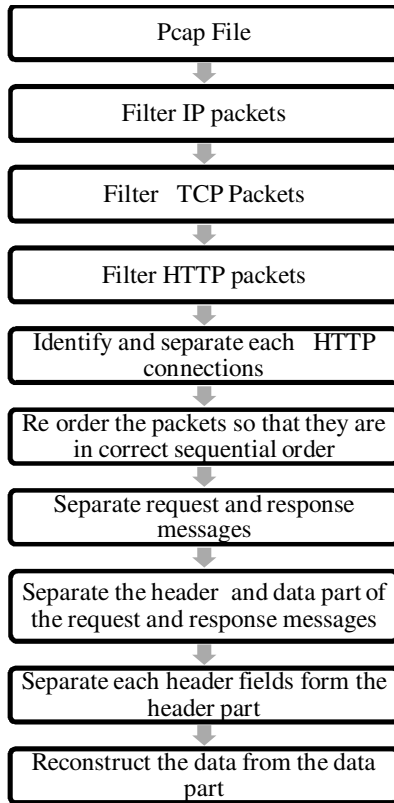 Pcap File
Filter IP packets
Filter TCP Packets
Filter HTTP packets
Identify and separate each HTTP
connections
Re order the packets so that they are
in correct sequential order
Separate request and response
messages
Separate the header and data part of
the request and response messages
Separate each header fields form the
header part
Reconstruct the data from the data
part